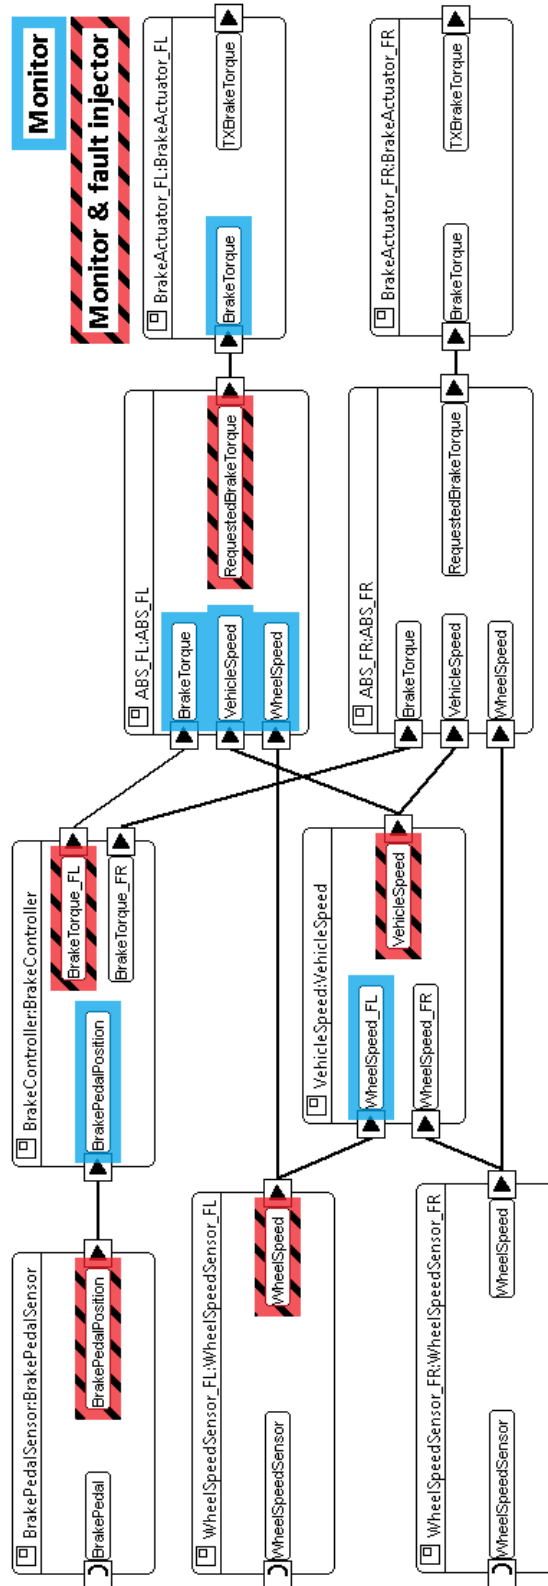 Monitor
Monitor & fault injector
BrakePedalSensor:BrakePedalSensor
BrakePedal
BrakePedalPosition
BrakeController:BrakeController
BrakePedalPosition
BrakeTorque_FL
BrakeTorque_FR
WheelSpeedSensor_FL:WheelSpeedSensor_FL
WheelSpeedSensor
WheelSpeed
WheelSpeedSensor_FR:WheelSpeedSensor_FR
WheelSpeedSensor
WheelSpeed
VehicleSpeed:VehicleSpeed
WheelSpeed_FL
WheelSpeed_FR
VehicleSpeed
ABS_FL:ABS_FL
BrakeTorque
VehicleSpeed
WheelSpeed
RequestedBrakeTorque
ABS_FR:ABS_FR
BrakeTorque
VehicleSpeed
WheelSpeed
RequestedBrakeTorque
BrakeActuator_FL:BrakeActuator_FL
BrakeTorque
TXBrakeTorque
BrakeActuator_FR:BrakeActuator_FR
BrakeTorque
TXBrakeTorque